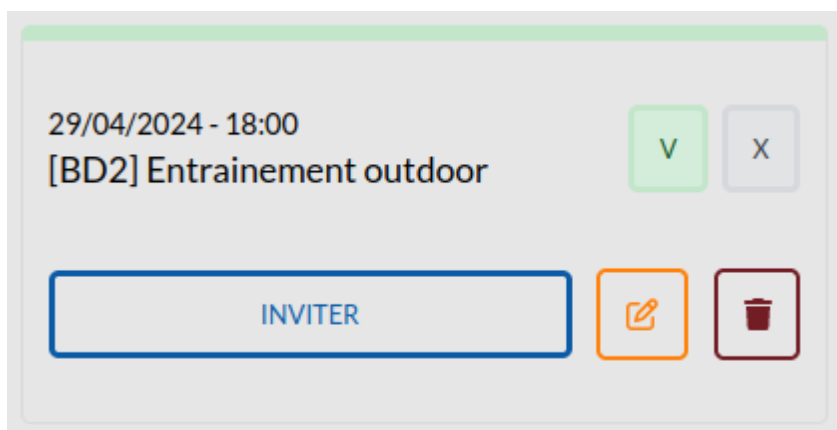 29/04/2024 - 18:00
[BD2] Entrainement outdoor
V
X
INVITER